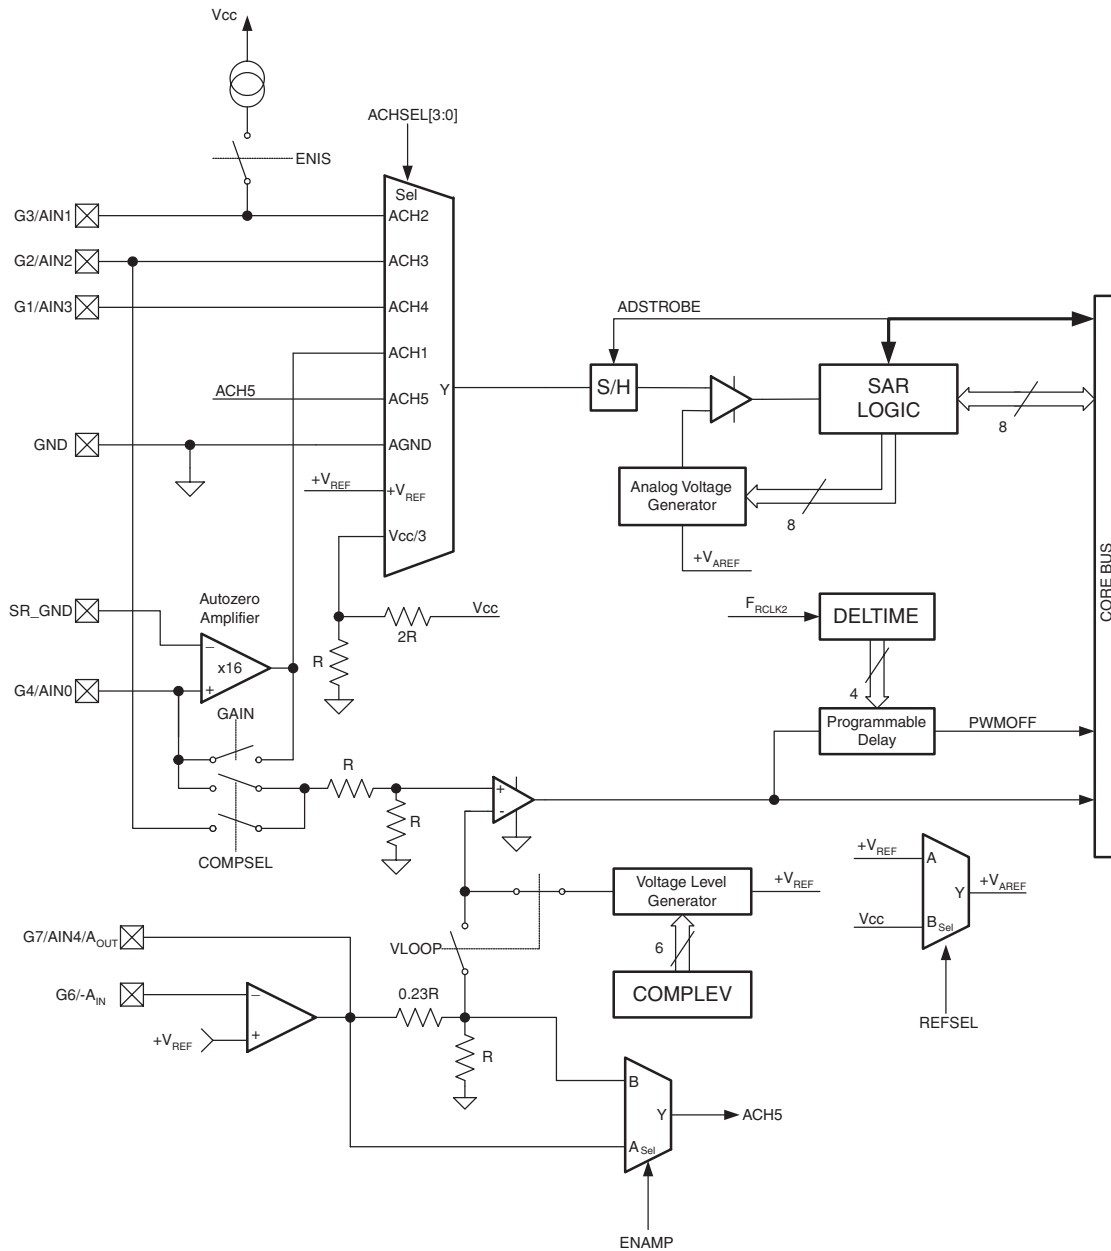 Vcc
ACHSEL[3:0]
ENIS
Sel
G3/AIN1
ACH2
G2/AIN2
ACH3
G1/AIN3
ACH4
ADSTROBE
ACH1
S/H
SAR
LOGIC
ACH5
ACH5
Y
8
GND
AGND
+VREF
+VREF
Analog Voltage
Generator
8
Vcc/3
+VAREF
CORE BUS
SR_GND
Autozero
Amplifier
Vcc
2R
FRCLK2
DELTIME
R
x16
–
+
G4/AIN0
4
GAIN
Programmable
Delay
PWMOFF
R
+
-
R
COMPSEL
+VREF
A
Y
+VAREF
Vcc
BSel
REFSEL
Voltage Level
Generator
+VREF
G7/AIN4/AOUT
VLOOP
6
COMPLEV
G6/-AIN
–
+
+VREF
0.23R
R
B
Y
ACH5
ASel
ENAMP